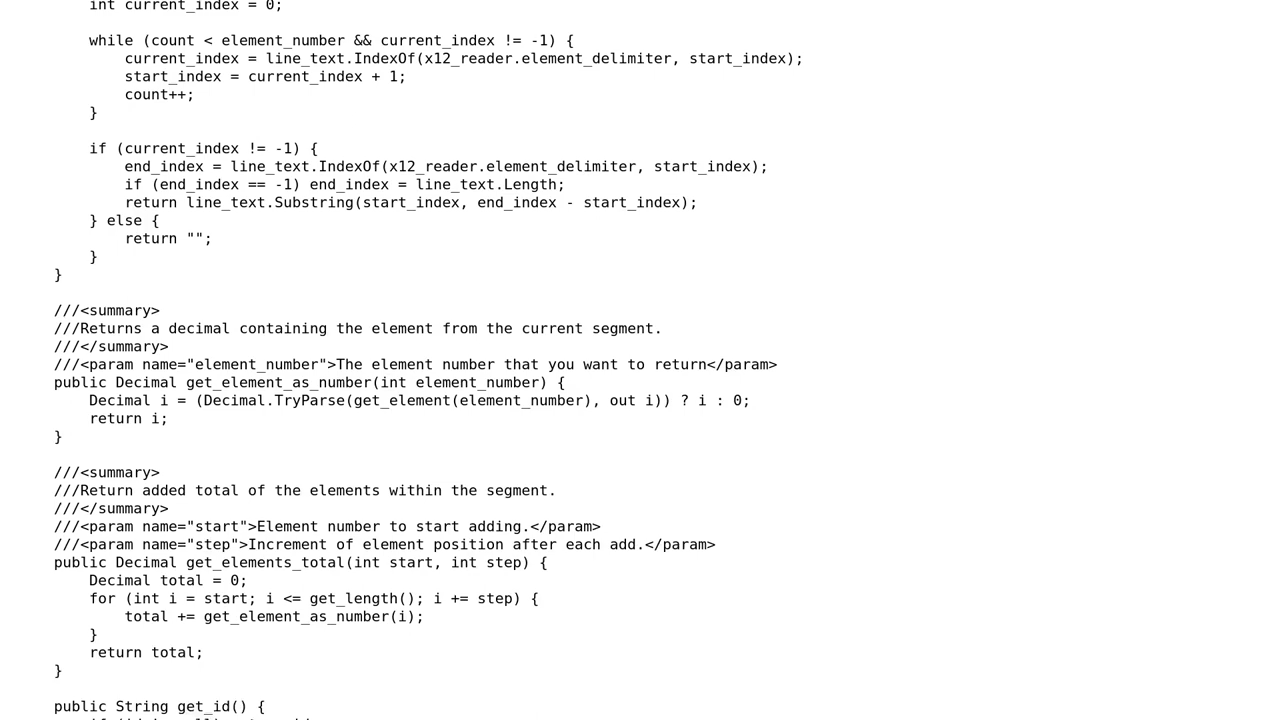 int current_index = 0;
while (count < element_number && current_index != -1) {
current_index = line_text.IndexOf(x12_reader.element_delimiter, start_index);
start_index = current_index + 1;
count++;
}
if (current_index != -1) {
end_index = line_text.IndexOf(x12_reader.element_delimiter, start_index);
if (end_index == -1) end_index = line_text.Length;
return line_text.Substring(start_index, end_index - start_index);
} else {
return "";
}
}
///<summary>
///Returns a decimal containing the element from the current segment.
///</summary>
///<param name="element_number">The element number that you want to return</param>
public Decimal get_element_as_number(int element_number) {
Decimal i = (Decimal.TryParse(get_element(element_number), out i)) ? i : 0;
return i;
}
///<summary>
///Return added total of the elements within the segment.
///</summary>
///<param name="start">Element number to start adding.</param>
///<param name="step">Increment of element position after each add.</param>
public Decimal get_elements_total(int start, int step) {
Decimal total = 0;
for (int i = start; i <= get_length(); i += step) {
total += get_element_as_number(i);
}
return total;
}
public String get_id() {